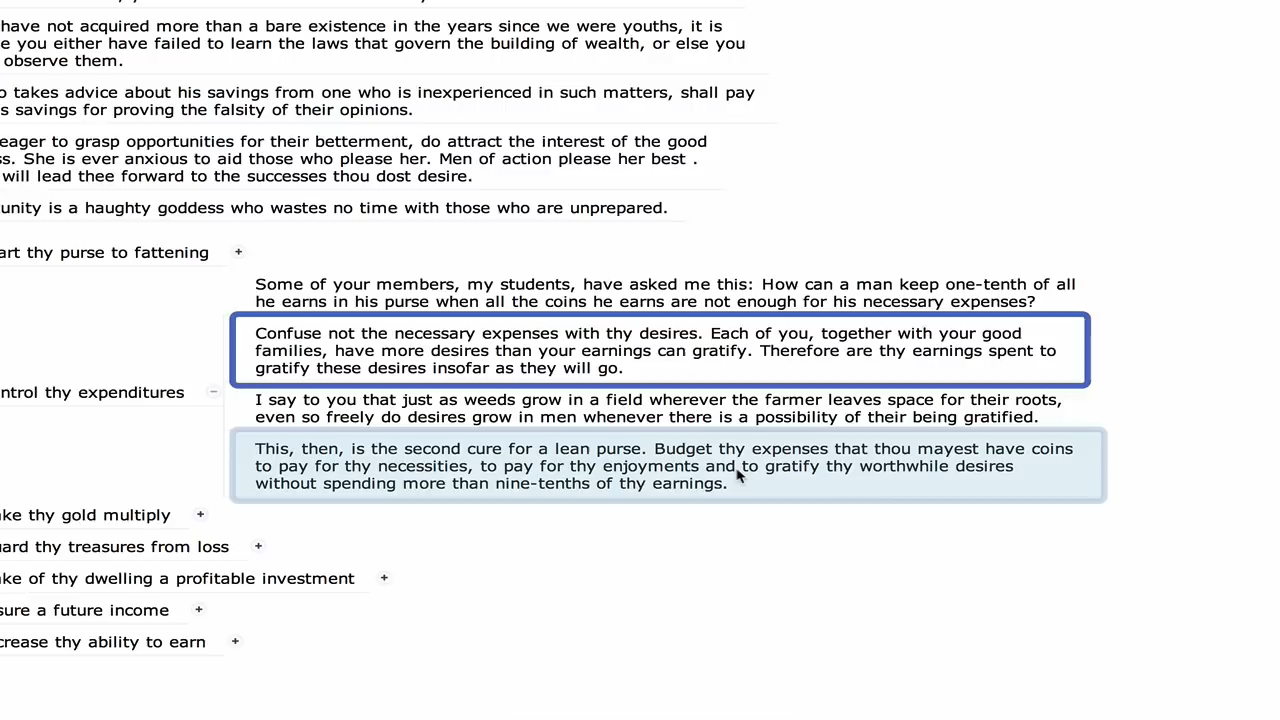 have not acquired more than a bare existence in the years since we were youths, it is
e you either have failed to learn the laws that govern the building of wealth, or else you
observe them.
o takes advice about his savings from one who is inexperienced in such matters, shall pay
s savings for proving the falsity of their opinions.
eager to grasp opportunities for their betterment, do attract the interest of the good
s. She is ever anxious to aid those who please her. Men of action please her best .
will lead thee forward to the successes thou dost desire.
unity is a haughty goddess who wastes no time with those who are unprepared.
art thy purse to fattening +
Some of your members, my students, have asked me this: How can a man keep one-tenth of all
he earns in his purse when all the coins he earns are not enough for his necessary expenses?
Confuse not the necessary expenses with thy desires. Each of you, together with your good
families, have more desires than your earnings can gratify. Therefore are thy earnings spent to
gratify these desires insofar as they will go.
ntrol thy expenditures −
I say to you that just as weeds grow in a field wherever the farmer leaves space for their roots,
even so freely do desires grow in men whenever there is a possibility of their being gratified.
This, then, is the second cure for a lean purse. Budget thy expenses that thou mayest have coins
to pay for thy necessities, to pay for thy enjoyments and to gratify thy worthwhile desires
without spending more than nine-tenths of thy earnings.
ake thy gold multiply +
uard thy treasures from loss +
ake of thy dwelling a profitable investment +
sure a future income +
crease thy ability to earn +